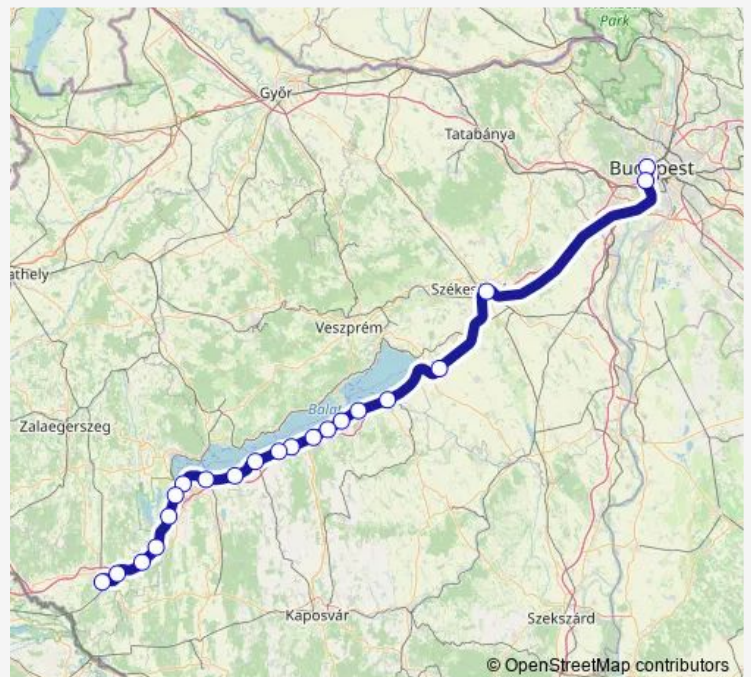 Park
Győr
Tatabánya
Budapest
athely
Székes
Veszprém
Balat
Zalaegerszeg
Kaposvár
Szekszárd
© OpenStreetMap contributors